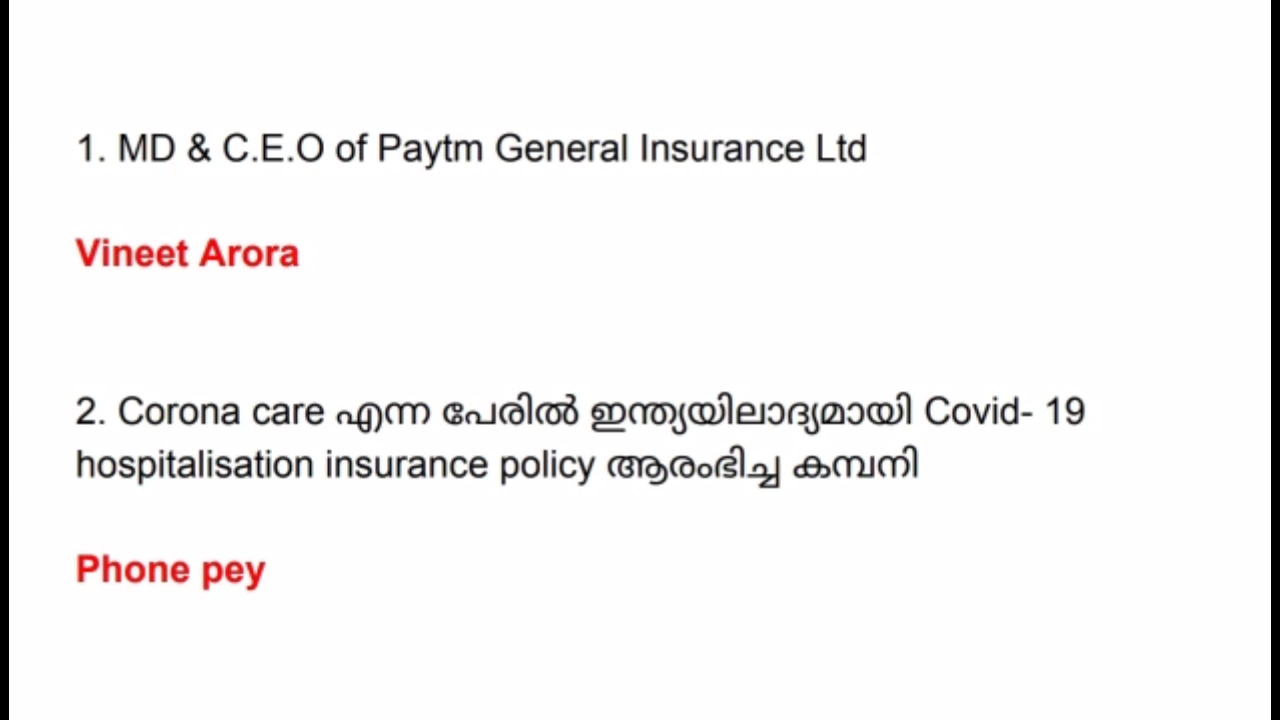 1. MD & C.E.O of Paytm General Insurance Ltd
Vineet Arora
2. Corona care എന്ന പേരിൽ ഇന്ത്യയിലാദ്യമായി Covid- 19
hospitalisation insurance policy ആരംഭിച്ച കമ്പനി
Phone pey